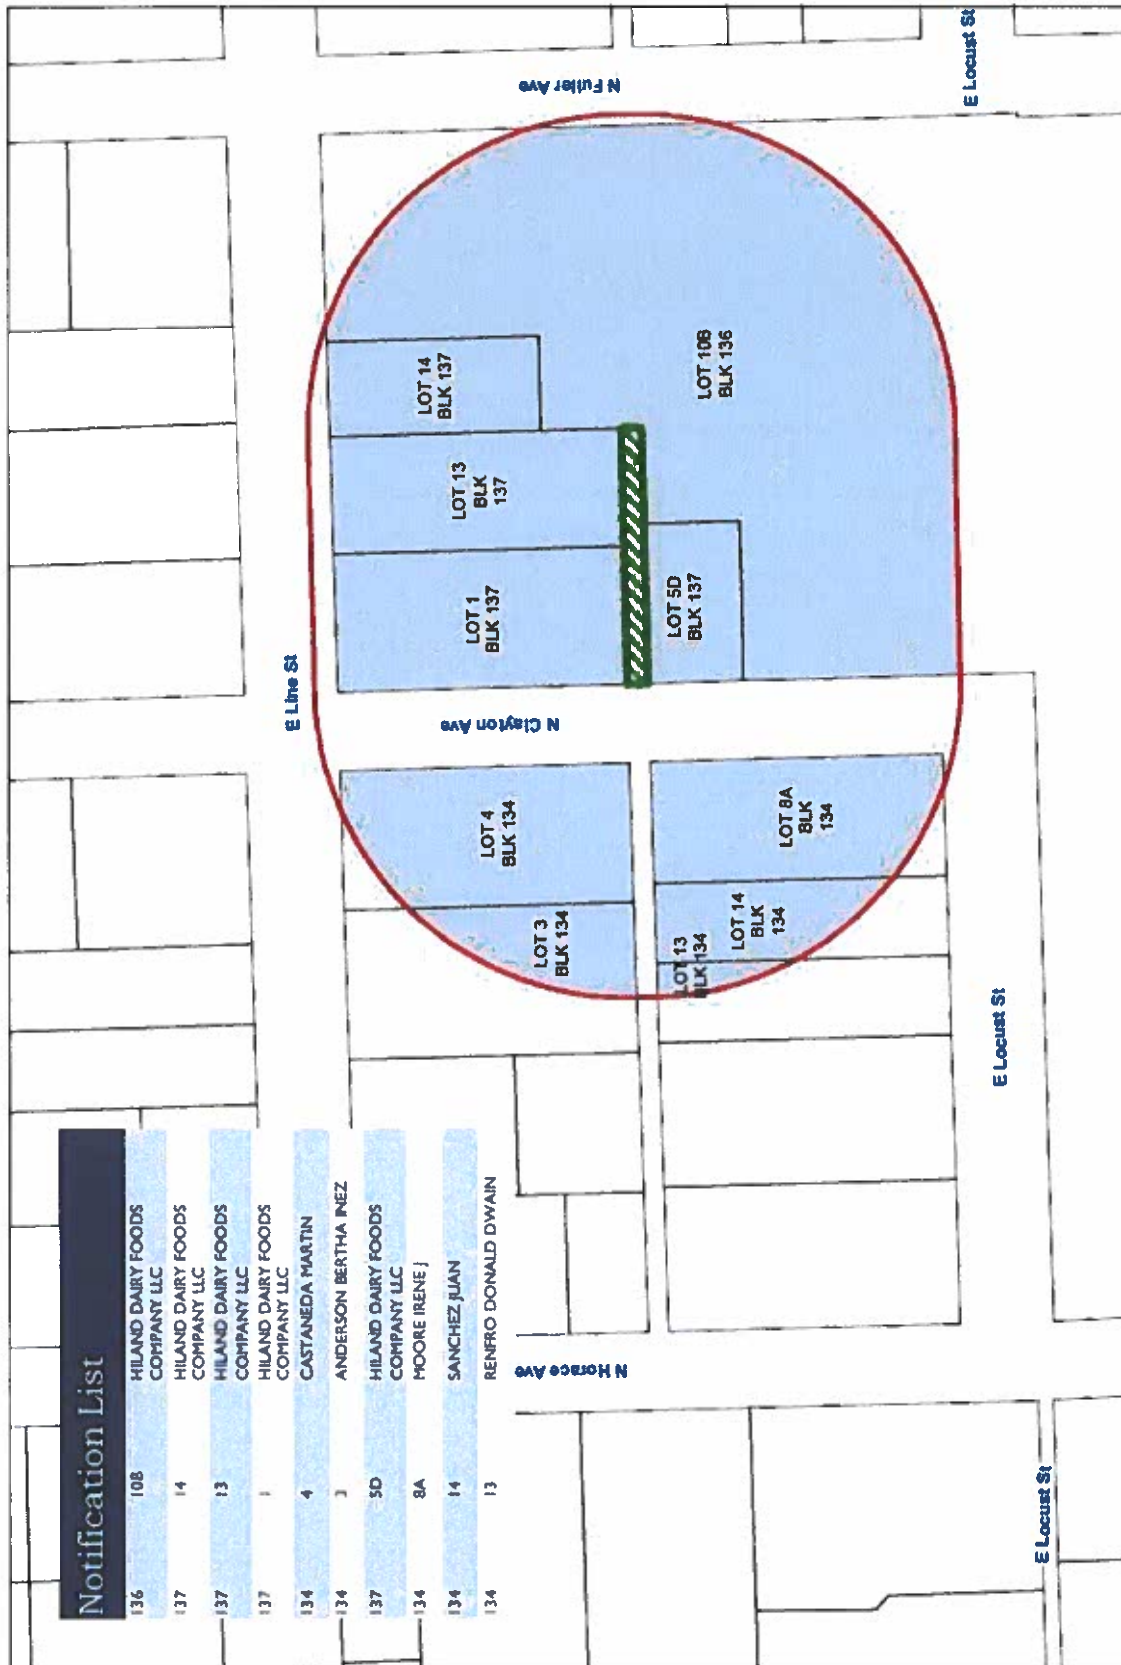 Notification List
136 10B HILAND DAIRY FOODS
COMPANY LLC
137 14 HILAND DAIRY FOODS
COMPANY LLC
137 13 HILAND DAIRY FOODS
COMPANY LLC
137 1 HILAND DAIRY FOODS
COMPANY LLC
134 4 CASTANEDA MARTIN
134 3 ANDERSON BERTHA INEZ
137 5D HILAND DAIRY FOODS
COMPANY LLC
134 8A MOORE IRENE J
134 14 SANCHEZ JUAN
134 13 RENFRO DONALD DWAIN
E Line St
N Horace Ave
N Clayton Ave
N Fuller Ave
LOT 3
BLK 134
LOT 4
BLK 134
LOT 1
BLK 137
LOT 13
BLK
137
LOT 14
BLK 137
LOT 13
BLK 134
LOT 14
BLK
134
LOT 8A
BLK
134
LOT 5D
BLK 137
LOT 10B
BLK 136
E Locust St
E Locust St
E Locust St